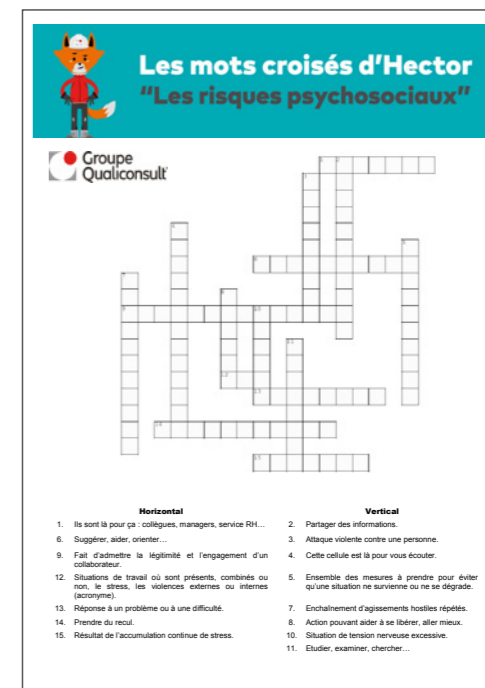 Les mots croisés d’Hector
“Les risques psychosociaux”
Groupe
Qualiconsult
Horizontal
1. Ils sont là pour ça : collègues, managers, service RH…
6. Suggérer, aider, orienter…
9. Fait d’admettre la légitimité et l’engagement d’un
collaborateur.
12. Situations de travail où sont présents, combinés ou
non, le stress, les violences externes ou internes
(acronyme).
13. Réponse à un problème ou à une difficulté.
14. Prendre du recul.
15. Résultat de l’accumulation continue de stress.
Vertical
2. Partager des informations.
3. Attaque violente contre une personne.
4. Cette cellule est là pour vous écouter.
5. Ensemble des mesures à prendre pour éviter
qu’une situation ne survienne ou ne se dégrade.
7. Enchaînement d’agissements hostiles répétés.
8. Action pouvant aider à se libérer, aller mieux.
10. Situation de tension nerveuse excessive.
11. Etudier, examiner, chercher…